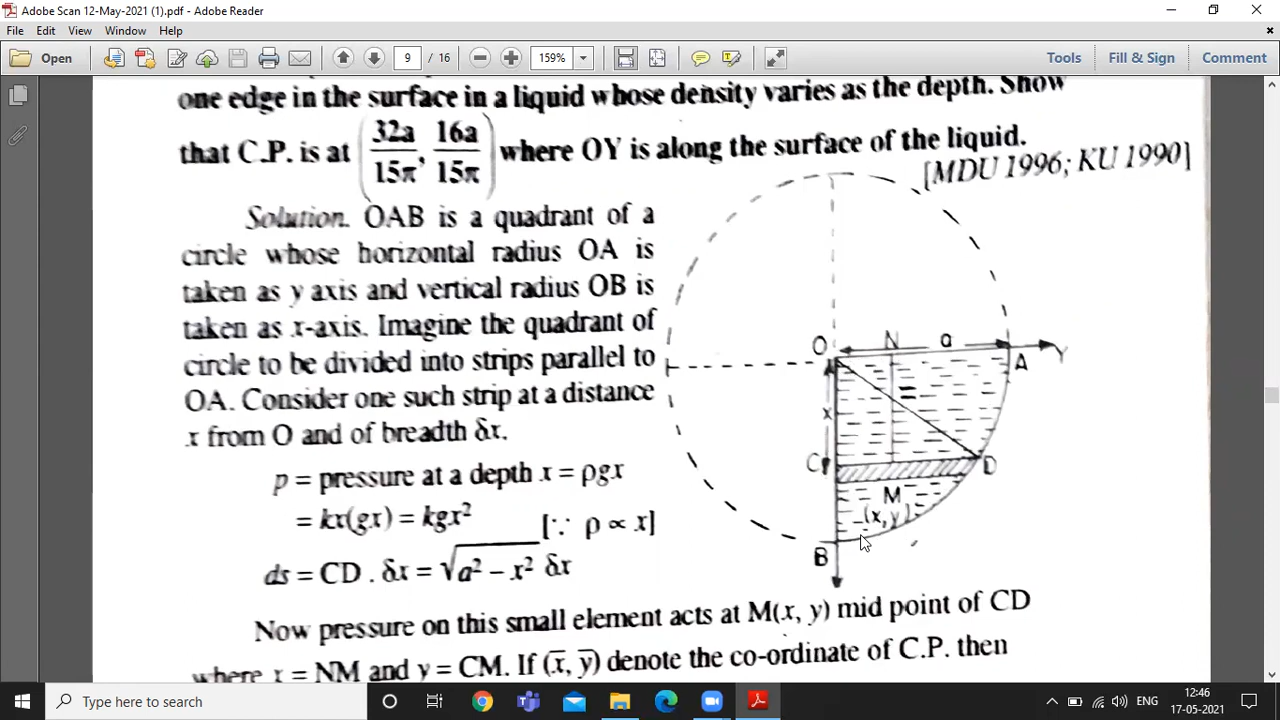 Adobe Scan 12-May-2021 (1).pdf - Adobe Reader
File Edit View Window Help
Open 9 / 16 159% Tools Fill & Sign Comment
one edge in the surface in a liquid whose density varies as the depth. Show
that C.P. is at (32a/15π, 16a/15π) where OY is along the surface of the liquid.
[MDU 1996; KU 1990]
Solution. OAB is a quadrant of a
circle whose horizontal radius OA is
taken as y axis and vertical radius OB is
taken as x-axis. Imagine the quadrant of
circle to be divided into strips parallel to
OA. Consider one such strip at a distance
x from O and of breadth δx.
p = pressure at a depth x = ρgx
= kx(gx) = kgx² [∵ ρ ∝ x]
ds = CD . δx = √a² – x² δx
O N a A Y
x
C D
M
(x, y)
B
Now pressure on this small element acts at M(x, y) mid point of CD
where x = NM and y = CM. If (x̅, y̅) denote the co-ordinate of C.P. then
Type here to search
ENG
12:46
17-05-2021